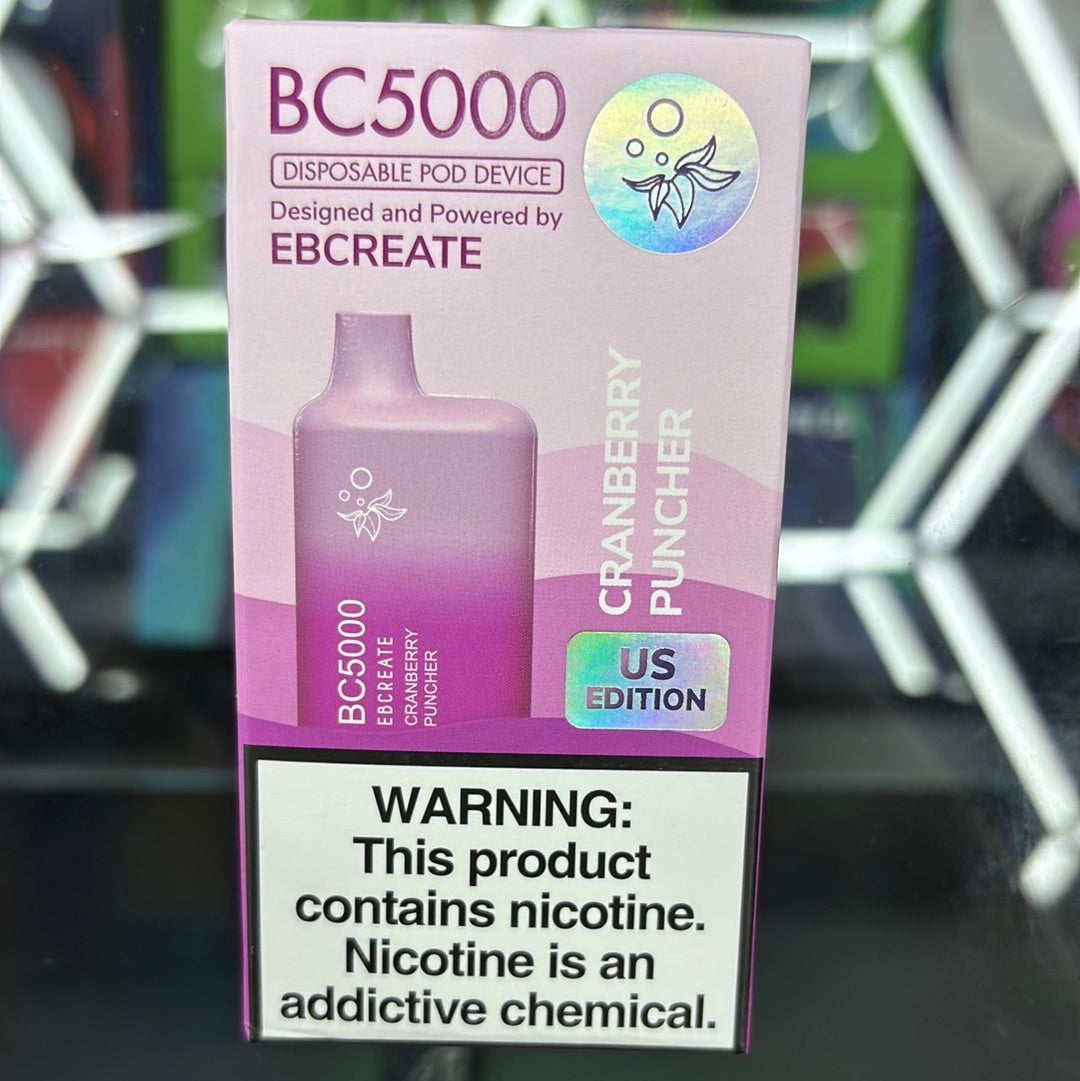 BC5000
DISPOSABLE POD DEVICE
Designed and Powered by
EBCREATE
CRANBERRY
PUNCHER
BC5000
EBCREATE
CRANBERRY
PUNCHER
US
EDITION
WARNING:
This product
contains nicotine.
Nicotine is an
addictive chemical.